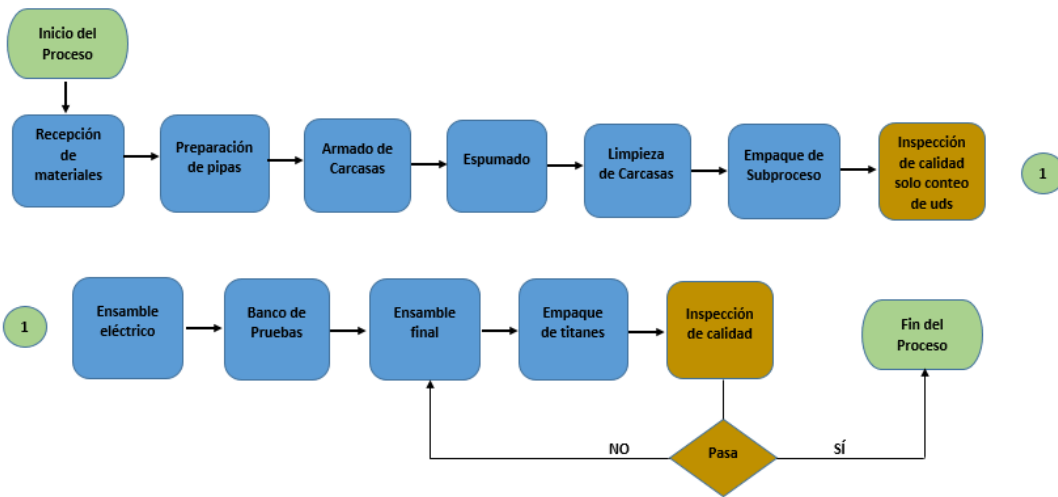 Inicio del
Proceso
Recepción
de
materiales
Preparación
de pipas
Armado de
Carcasas
Espumado
Limpieza
de Carcasas
Empaque de
Subproceso
Inspección
de calidad
solo conteo
de uds
1
1
Ensamble
eléctrico
Banco de
Pruebas
Ensamble
final
Empaque
de titanes
Inspección
de calidad
Fin del
Proceso
NO
Pasa
SÍ